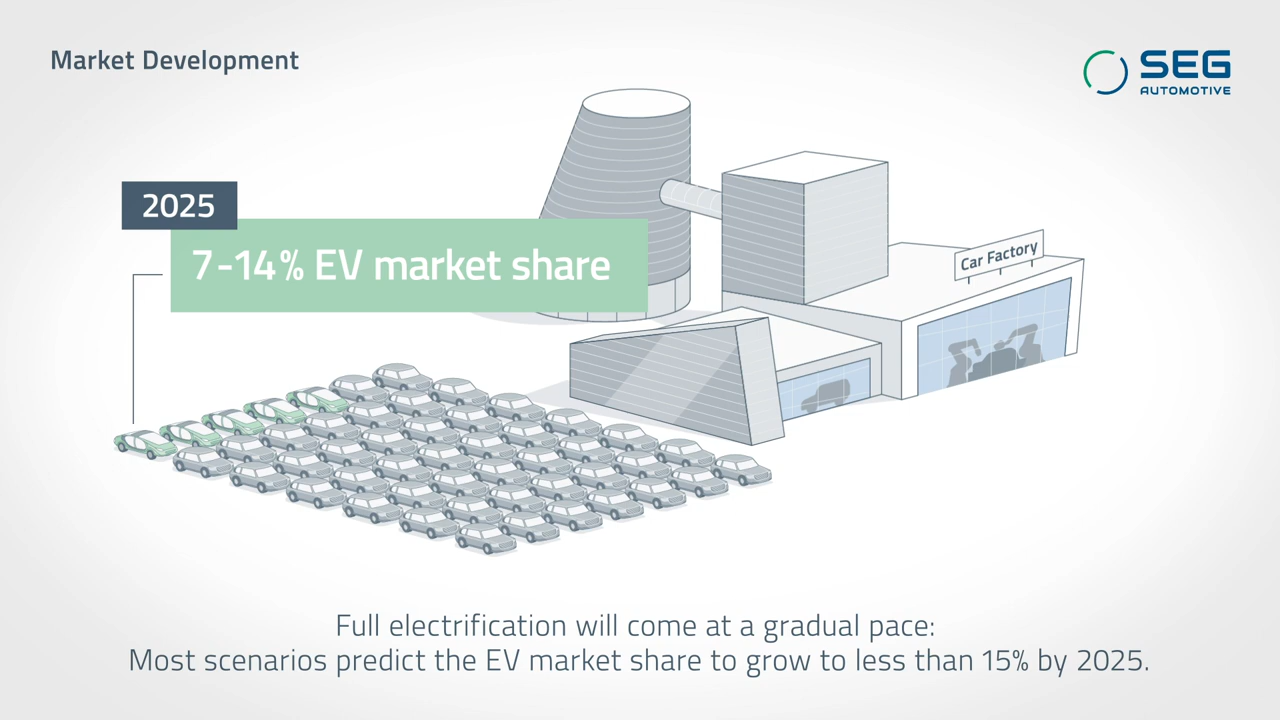 Market Development
SEG
AUTOMOTIVE
2025
7-14% EV market share
Car Factory
Full electrification will come at a gradual pace:
Most scenarios predict the EV market share to grow to less than 15% by 2025.